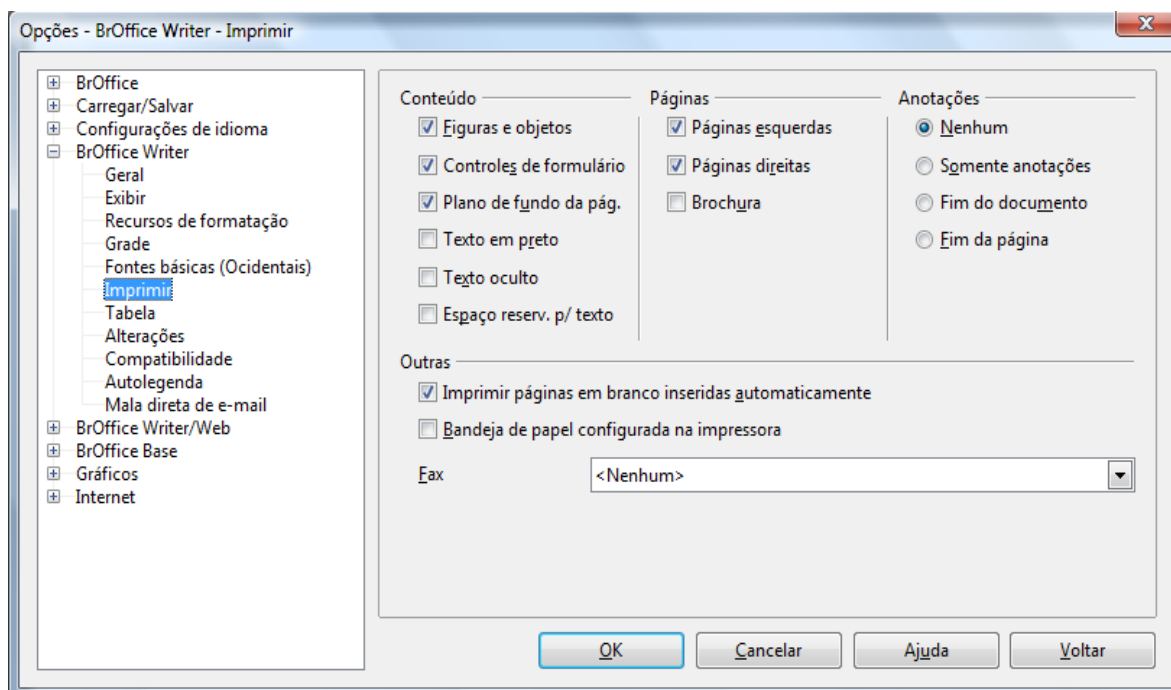 Opções - BrOffice Writer - Imprimir
BrOffice
Carregar/Salvar
Configurações de idioma
BrOffice Writer
Geral
Exibir
Recursos de formatação
Grade
Fontes básicas (Ocidentais)
Imprimir
Tabela
Alterações
Compatibilidade
Autolegenda
Mala direta de e-mail
BrOffice Writer/Web
BrOffice Base
Gráficos
Internet
Conteúdo
Figuras e objetos
Controles de formulário
Plano de fundo da pág.
Texto em preto
Texto oculto
Espaço reserv. p/ texto
Páginas
Páginas esquerdas
Páginas direitas
Brochura
Anotações
Nenhum
Somente anotações
Fim do documento
Fim da página
Outras
Imprimir páginas em branco inseridas automaticamente
Bandeja de papel configurada na impressora
Fax <Nenhum>
OK Cancelar Ajuda Voltar